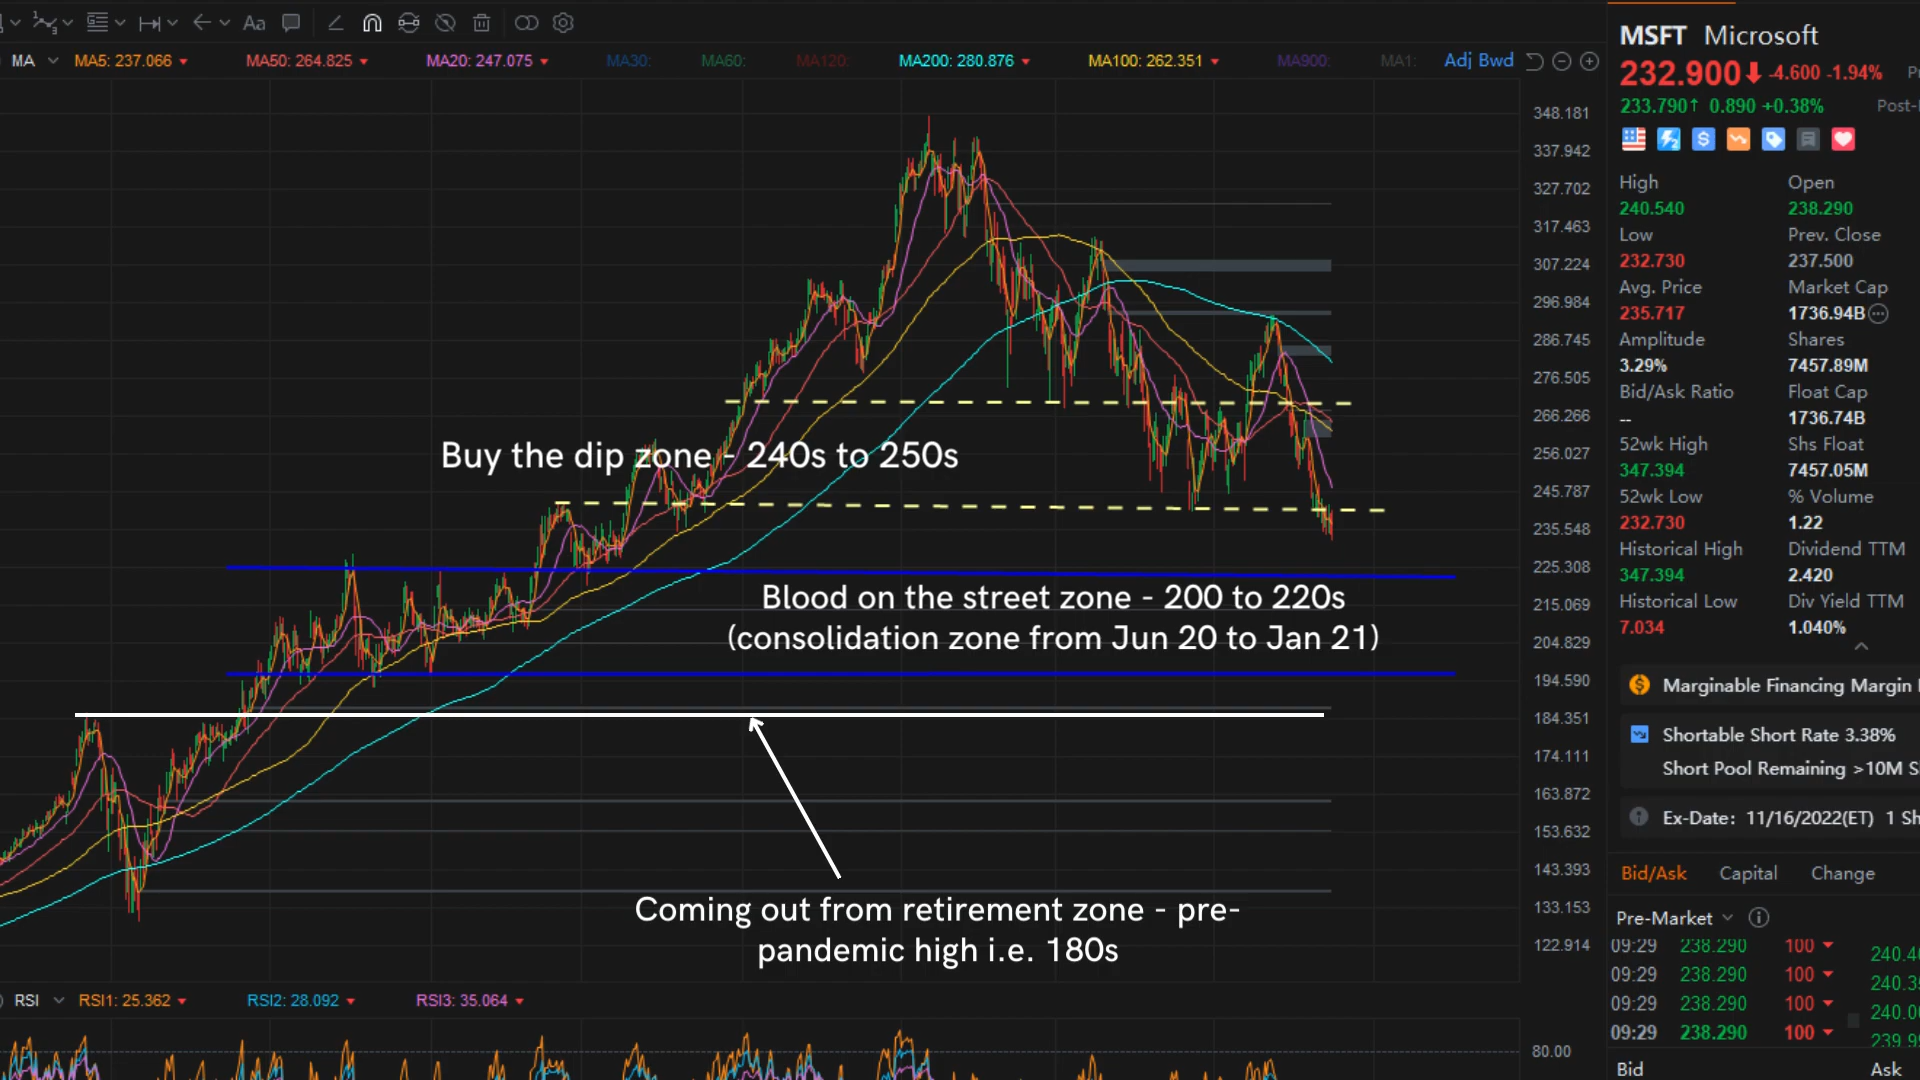 Aa
MA MA5: 237.066 MA50: 264.825 MA20: 247.075 MA30: MA60: MA120: MA200: 280.876 MA100: 262.351 MA900: MA1: Adj Bwd
348.181
337.942
327.702
317.463
307.224
296.984
286.745
276.505
266.266
256.027
245.787
235.548
225.308
215.069
204.829
194.590
184.351
174.111
163.872
153.632
143.393
133.153
122.914
Buy the dip zone - 240s to 250s
Blood on the street zone - 200 to 220s
(consolidation zone from Jun 20 to Jan 21)
Coming out from retirement zone - pre-
pandemic high i.e. 180s
RSI RSI1: 25.362 RSI2: 28.092 RSI3: 35.064
80.00
MSFT Microsoft
232.900 -4.600 -1.94%
233.790↑ 0.890 +0.38% Post-
High Open
240.540 238.290
Low Prev. Close
232.730 237.500
Avg. Price Market Cap
235.717 1736.94B
Amplitude Shares
3.29% 7457.89M
Bid/Ask Ratio Float Cap
-- 1736.74B
52wk High Shs Float
347.394 7457.05M
52wk Low % Volume
232.730 1.22
Historical High Dividend TTM
347.394 2.420
Historical Low Div Yield TTM
7.034 1.040%
Marginable Financing Margin
Shortable Short Rate 3.38%
Short Pool Remaining >10M
Ex-Date: 11/16/2022(ET) 1
Bid/Ask Capital Change
Pre-Market
09:29 238.290 100
09:29 238.290 100
09:29 238.290 100
09:29 238.290 100
Bid Ask